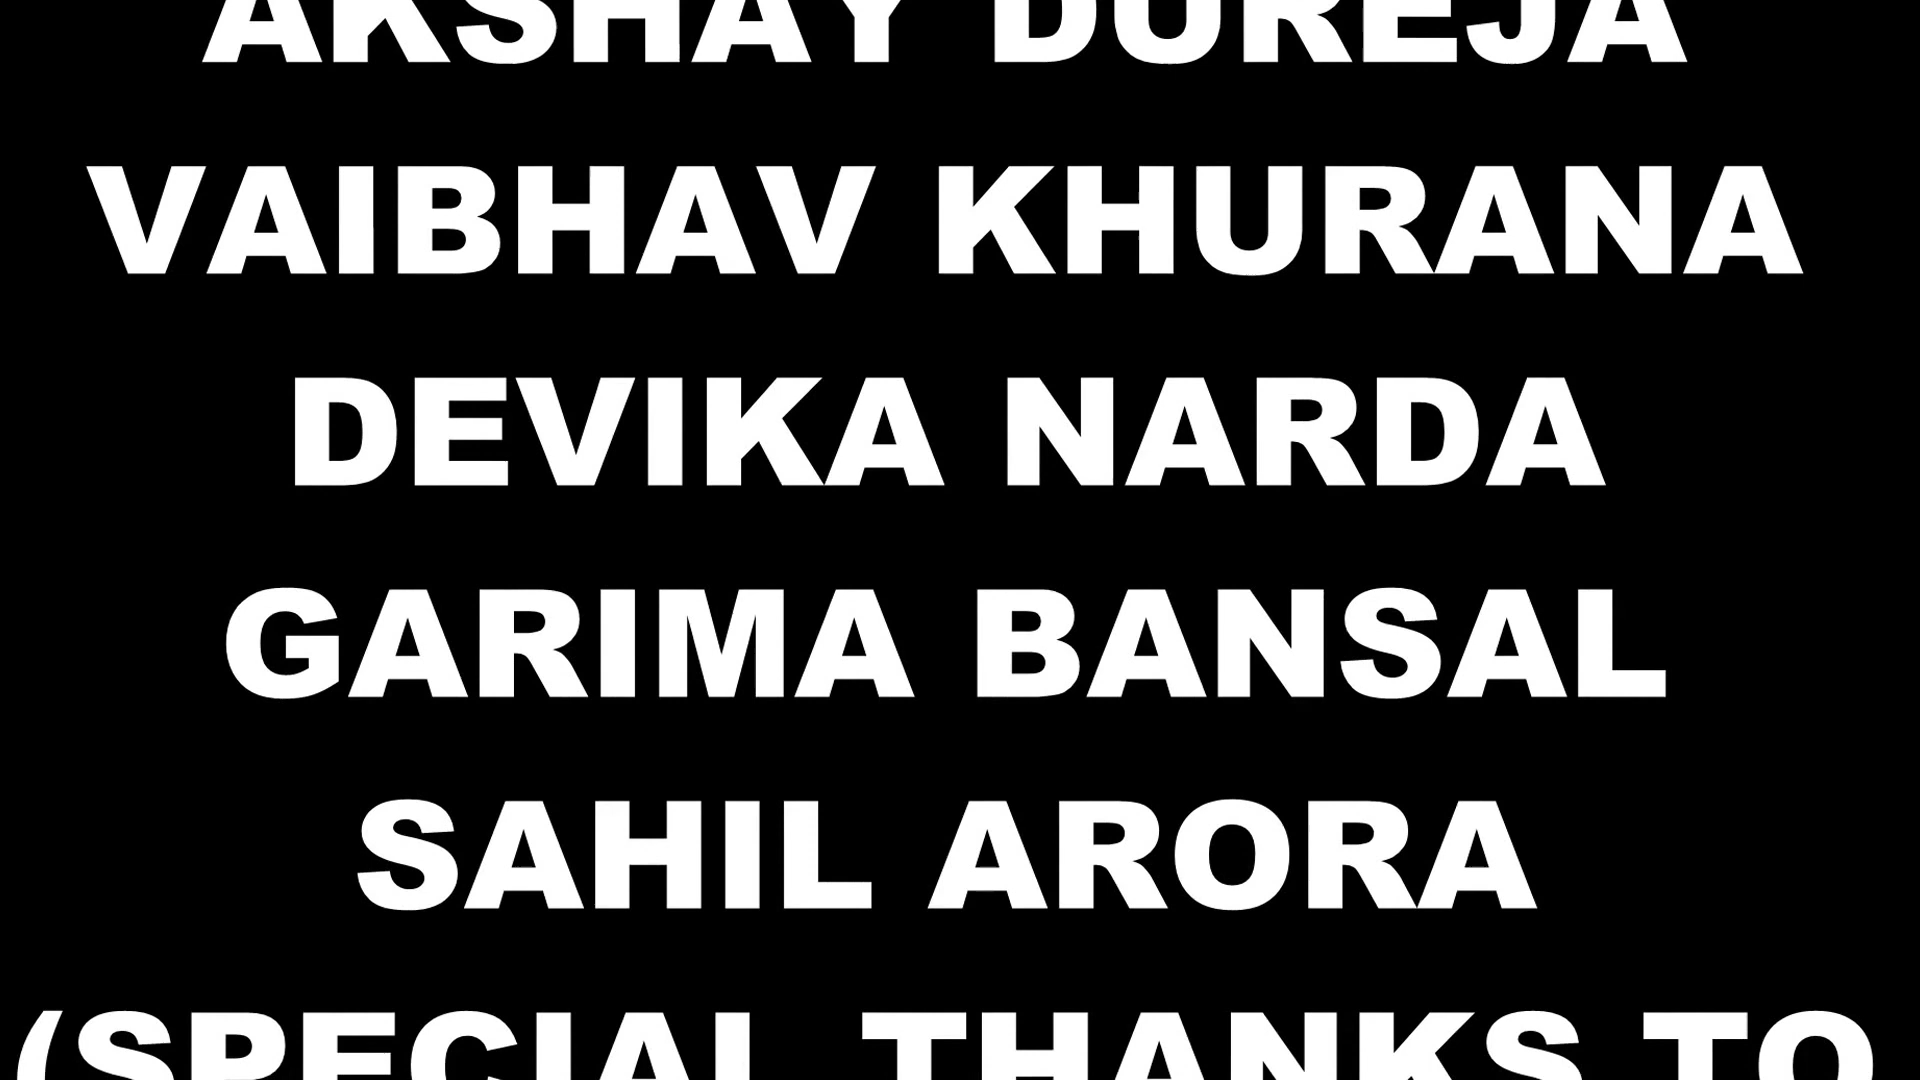 AKSHAY DUREJA
VAIBHAV KHURANA
DEVIKA NARDA
GARIMA BANSAL
SAHIL ARORA
(SPECIAL THANKS TO